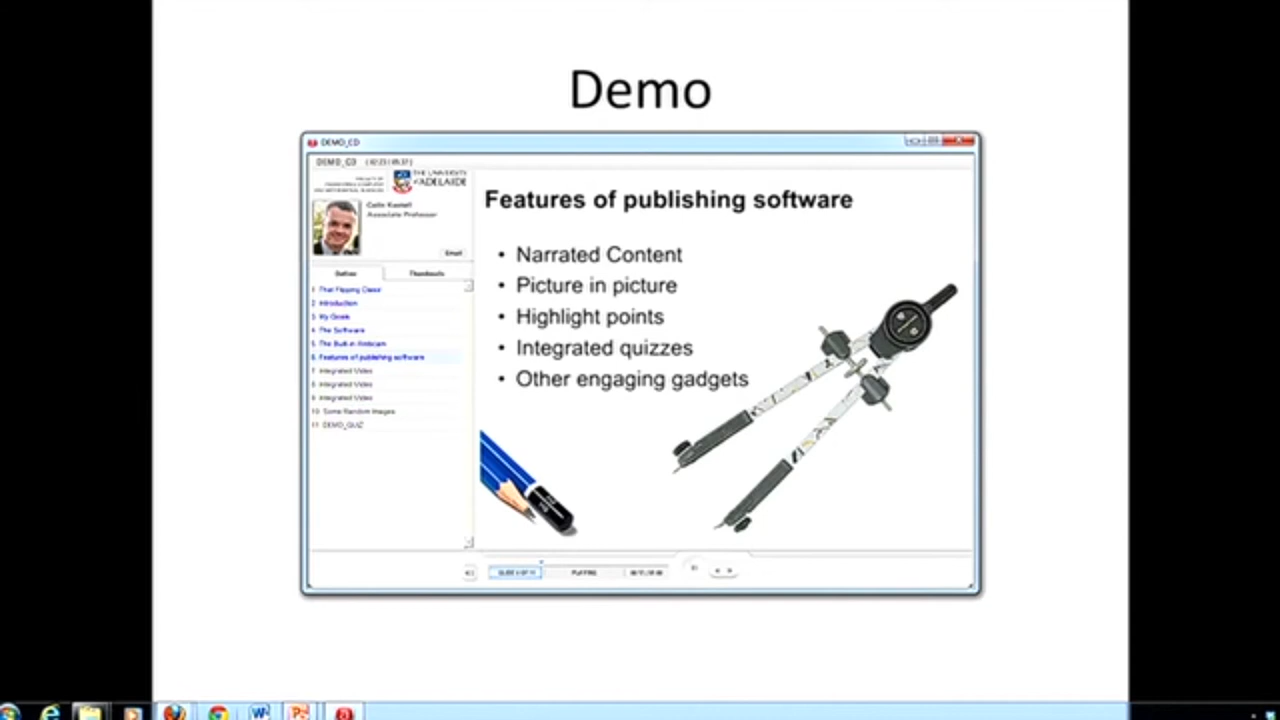 Demo
DEMO_CD
DEMO_CD
THE UNIVERSITY
of ADELAIDE
Associate Professor
Email
Outline Thumbnails
1 That Flipping Class!
2 Introduction
3 My Goals
4 The Software
5 The Built-in Webcam
6 Features of publishing software
7 Integrated Video
8 Integrated Video
9 Integrated Video
10 Some Random Images
11 DEMO_QUIZ
Features of publishing software
• Narrated Content
• Picture in picture
• Highlight points
• Integrated quizzes
• Other engaging gadgets
PLAYING